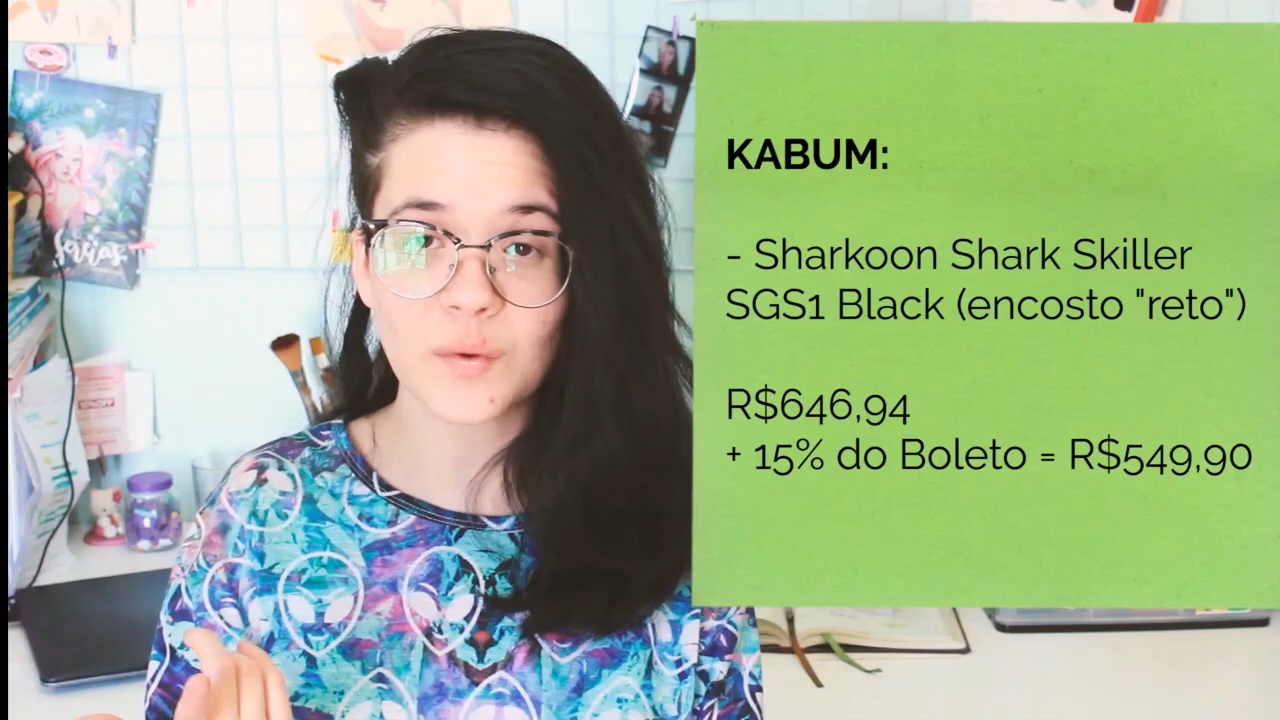 KABUM:
- Sharkoon Shark Skiller
SGS1 Black (encosto "reto")
R$646,94
+ 15% do Boleto = R$549,90